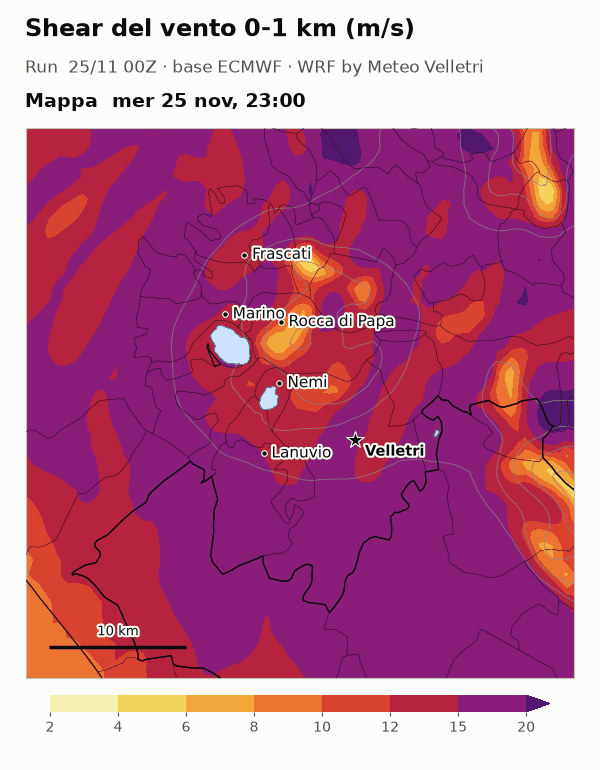 Shear del vento 0-1 km (m/s)
Run  25/11 00Z · base ECMWF · WRF by Meteo Velletri
Mappa  mer 25 nov, 23:00
Frascati
Marino
Rocca di Papa
Nemi
Lanuvio
Velletri
10 km
2 4 6 8 10 12 15 20